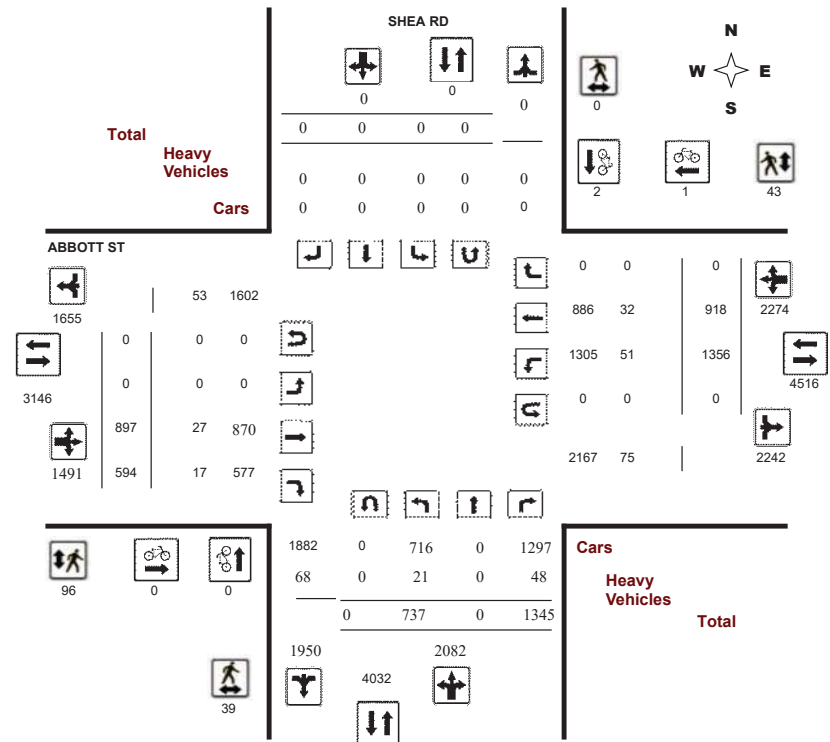 SHEA RD
N
W E
S
0
0
0
0
Total
0 0 0 0
Heavy
Vehicles
0 0 0 0 0
Cars
0 0 0 0 0
2 1 43
ABBOTT ST
1655
53 1602
0 0 0
3146
0 0 0
897 27 870
1491 594 17 577
0 0 0
886 32 918 2274
1305 51 1356
4516
0 0 0
2167 75 2242
96 0 0
39
1882 0 716 0 1297 Cars
68 0 21 0 48 Heavy
Vehicles
0 737 0 1345 Total
1950 2082
4032